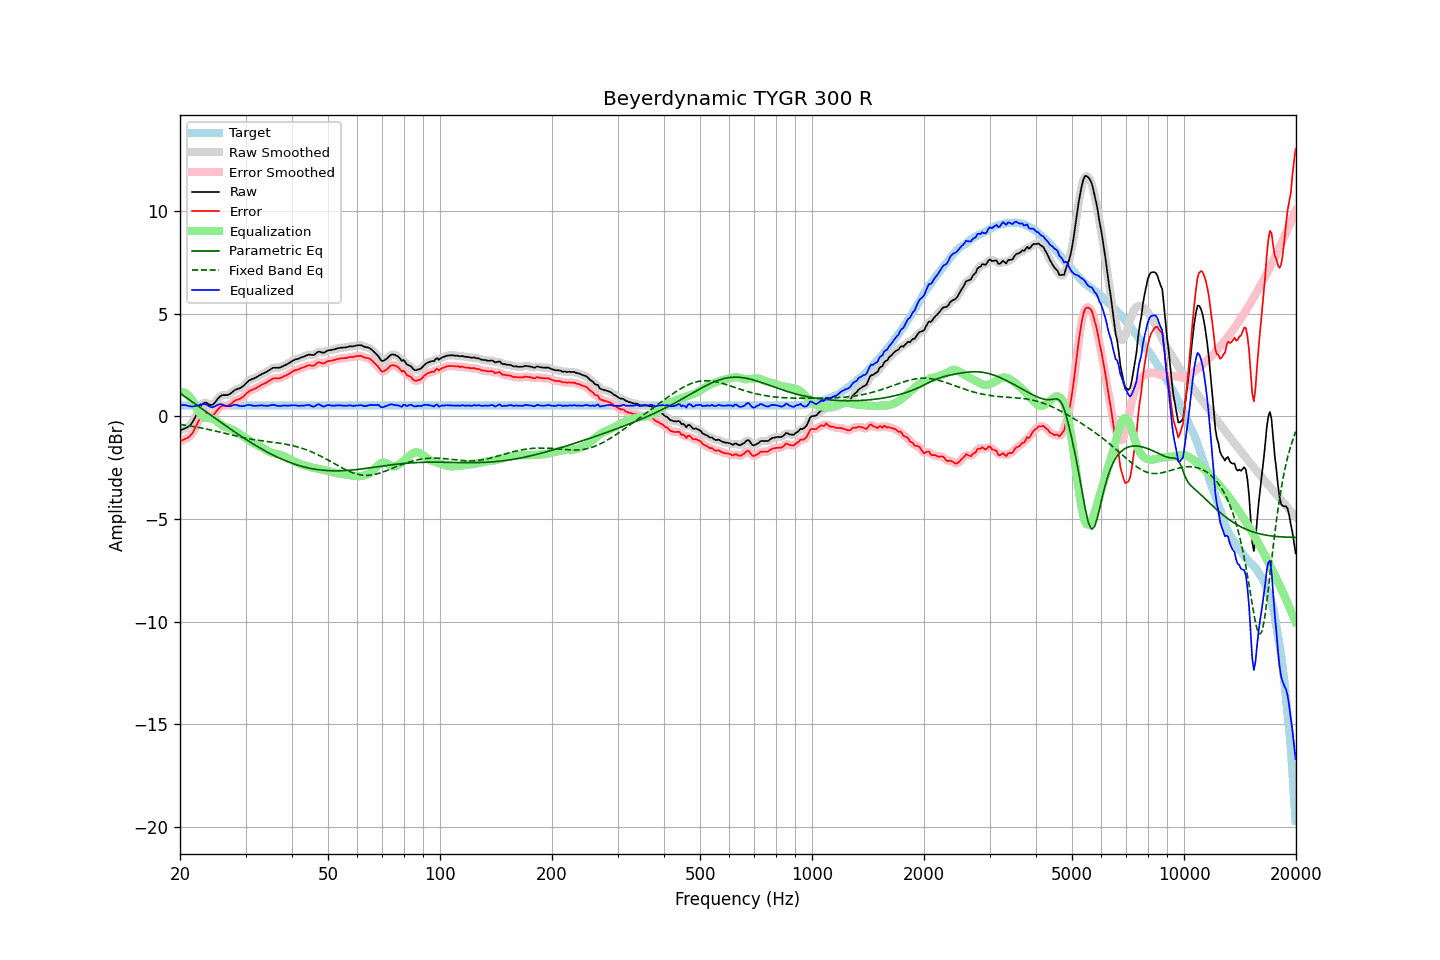 Beyerdynamic TYGR 300 R
Target
Raw Smoothed
Error Smoothed
Raw
Error
Equalization
Parametric Eq
Fixed Band Eq
Equalized
10
5
0
−5
−10
−15
−20
Amplitude (dBr)
20
50
100
200
500
1000
2000
5000
10000
20000
Frequency (Hz)